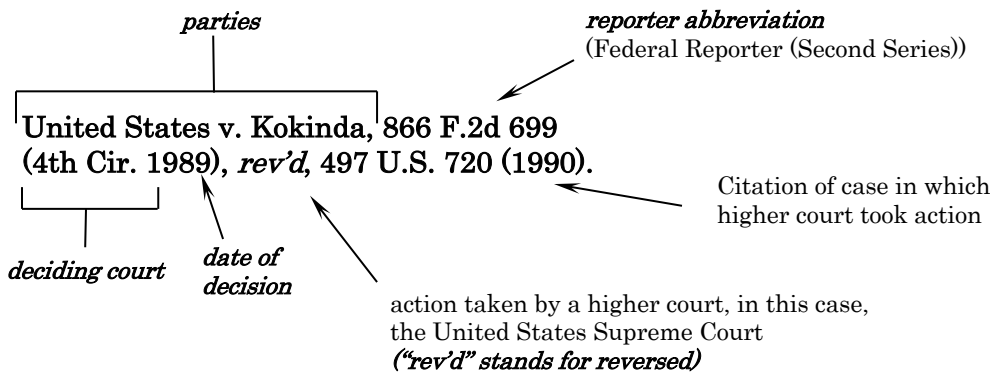 parties
reporter abbreviation
(Federal Reporter (Second Series))
United States v. Kokinda, 866 F.2d 699
(4th Cir. 1989), rev’d, 497 U.S. 720 (1990).
Citation of case in which
higher court took action
deciding court
date of
decision
action taken by a higher court, in this case,
the United States Supreme Court
(“rev’d” stands for reversed)